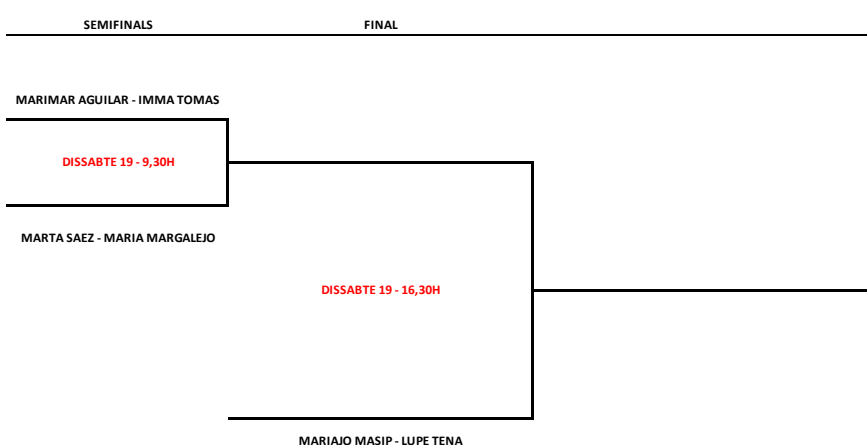 SEMIFINALS FINAL
MARIMAR AGUILAR - IMMA TOMAS
DISSABTE 19 - 9,30H
MARTA SAEZ - MARIA MARGALEJO
DISSABTE 19 - 16,30H
MARIAJO MASIP - LUPE TENA